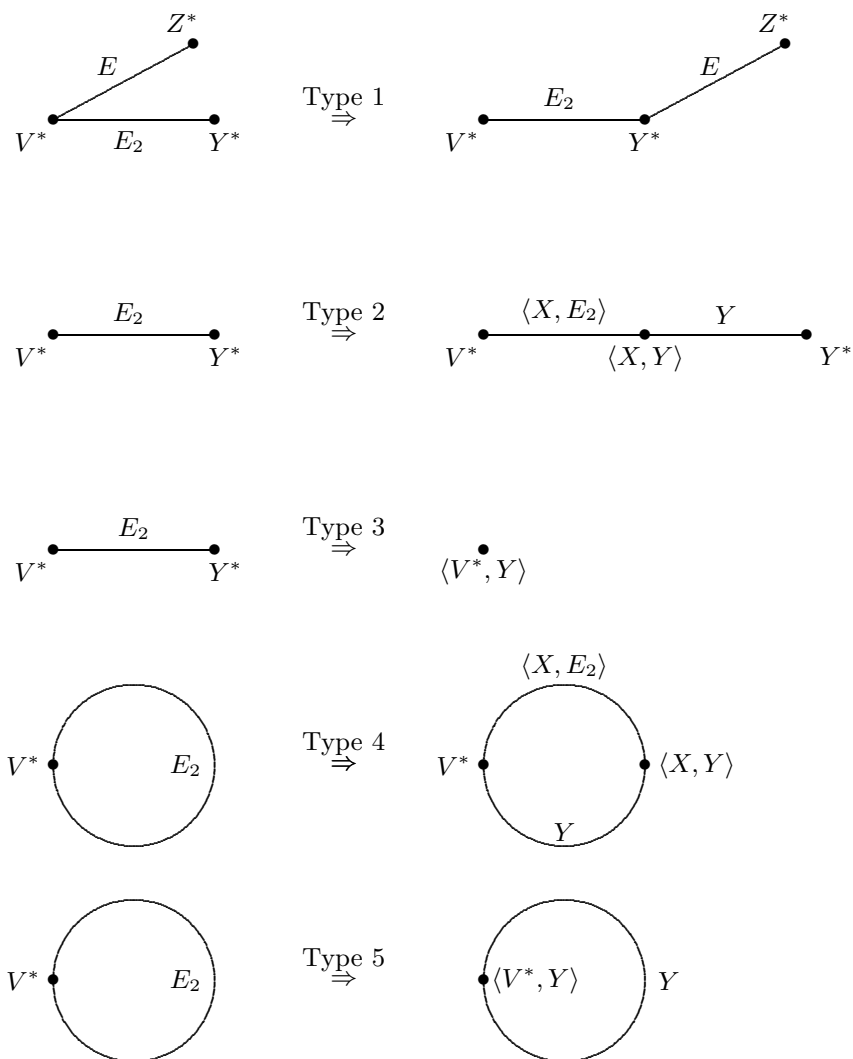 Z* Z*
E Type 1 E
⇒ E₂
V* E₂ Y* V* Y*
E₂ Type 2 ⟨X, E₂⟩ Y
⇒
V* Y* ⟨X, Y⟩ Y*
V*
E₂ Type 3
⇒
V* Y* ⟨V*, Y⟩
⟨X, E₂⟩
Type 4
V* E₂ ⇒ V* ⟨X, Y⟩
Y
Type 5
V* E₂ ⇒ ⟨V*, Y⟩ Y